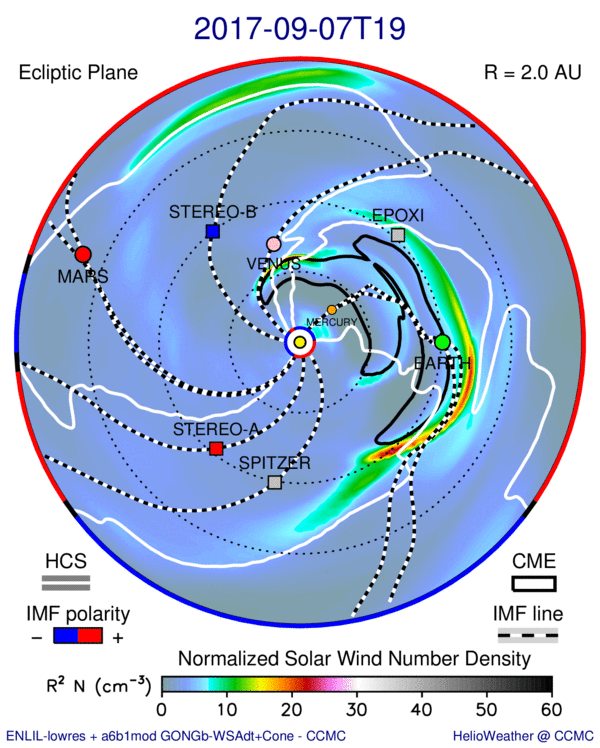 2017-09-07T19
Ecliptic Plane
R = 2.0 AU
STEREO-B
EPOXI
VENUS
MARS
MERCURY
EARTH
STEREO-A
SPITZER
HCS
CME
IMF polarity
IMF line
− +
Normalized Solar Wind Number Density
R² N (cm⁻³)
0 10 20 30 40 50 60
ENLIL-lowres + a6b1mod GONGb-WSAdt+Cone - CCMC
HelioWeather @ CCMC